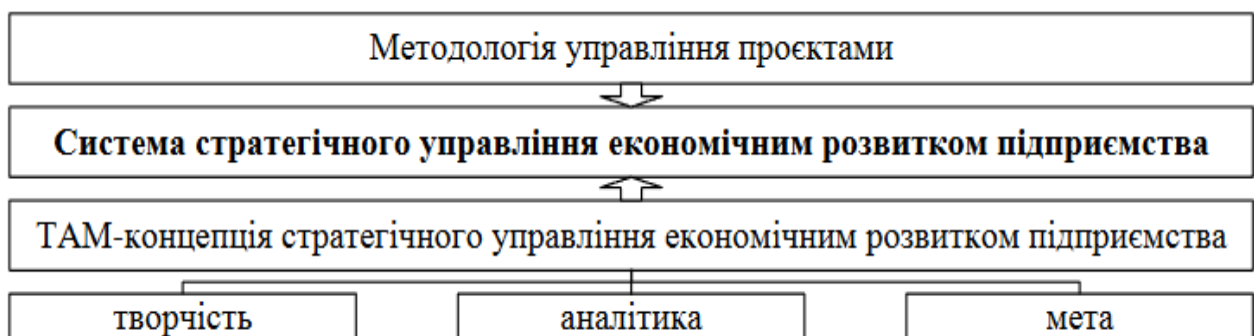 Методологія управління проєктами
Система стратегічного управління економічним розвитком підприємства
ТАМ-концепція стратегічного управління економічним розвитком підприємства
творчість
аналітика
мета